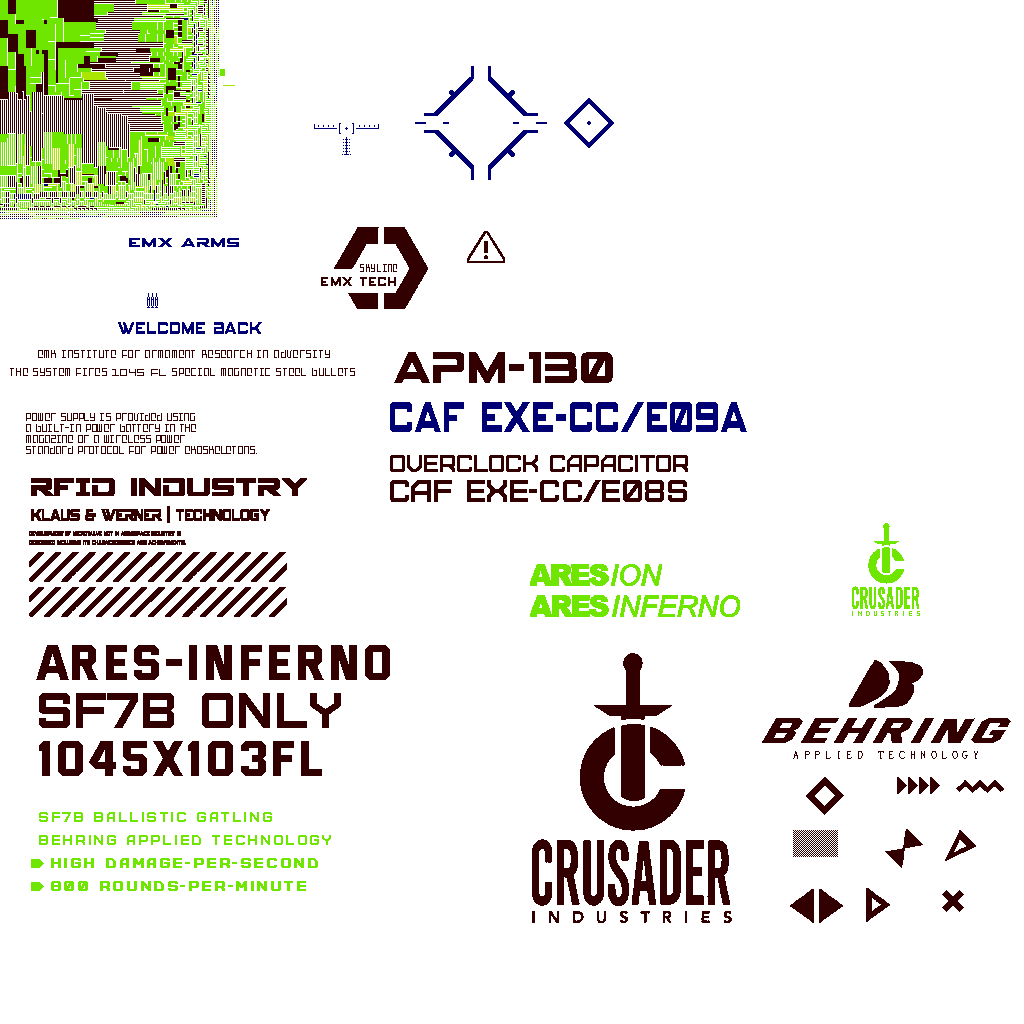 EMX ARMS
SKYLINE
EMX TECH
WELCOME BACK
EMX INSTITUTE FOR ARMAMENT RESEARCH IN ADVERSITY
THE SYSTEM FIRES 1045 FL SPECIAL MAGNETIC STEEL BULLETS
APM-130
CAF EXE-CC/E09A
POWER SUPPLY IS PROVIDED USING
A BUILT-IN POWER BATTERY IN THE
MAGAZINE OR A WIRELESS POWER
STANDARD PROTOCOL FOR POWER EXOSKELETONS.
OVERCLOCK CAPACITOR
CAF EXE-CC/E08S
RFID INDUSTRY
KLAUS & WERNER | TECHNOLOGY
ARES ION
ARES INFERNO
CRUSADER
INDUSTRIES
ARES-INFERNO
SF7B ONLY
1045X103FL
BEHRING
APPLIED TECHNOLOGY
SF7B BALLISTIC GATLING
BEHRING APPLIED TECHNOLOGY
HIGH DAMAGE-PER-SECOND
800 ROUNDS-PER-MINUTE
CRUSADER
INDUSTRIES